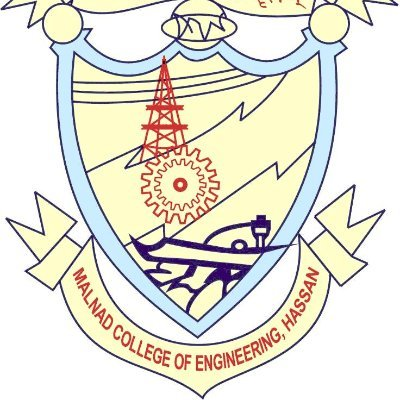 MALNAD COLLEGE OF ENGINEERING, HASSAN